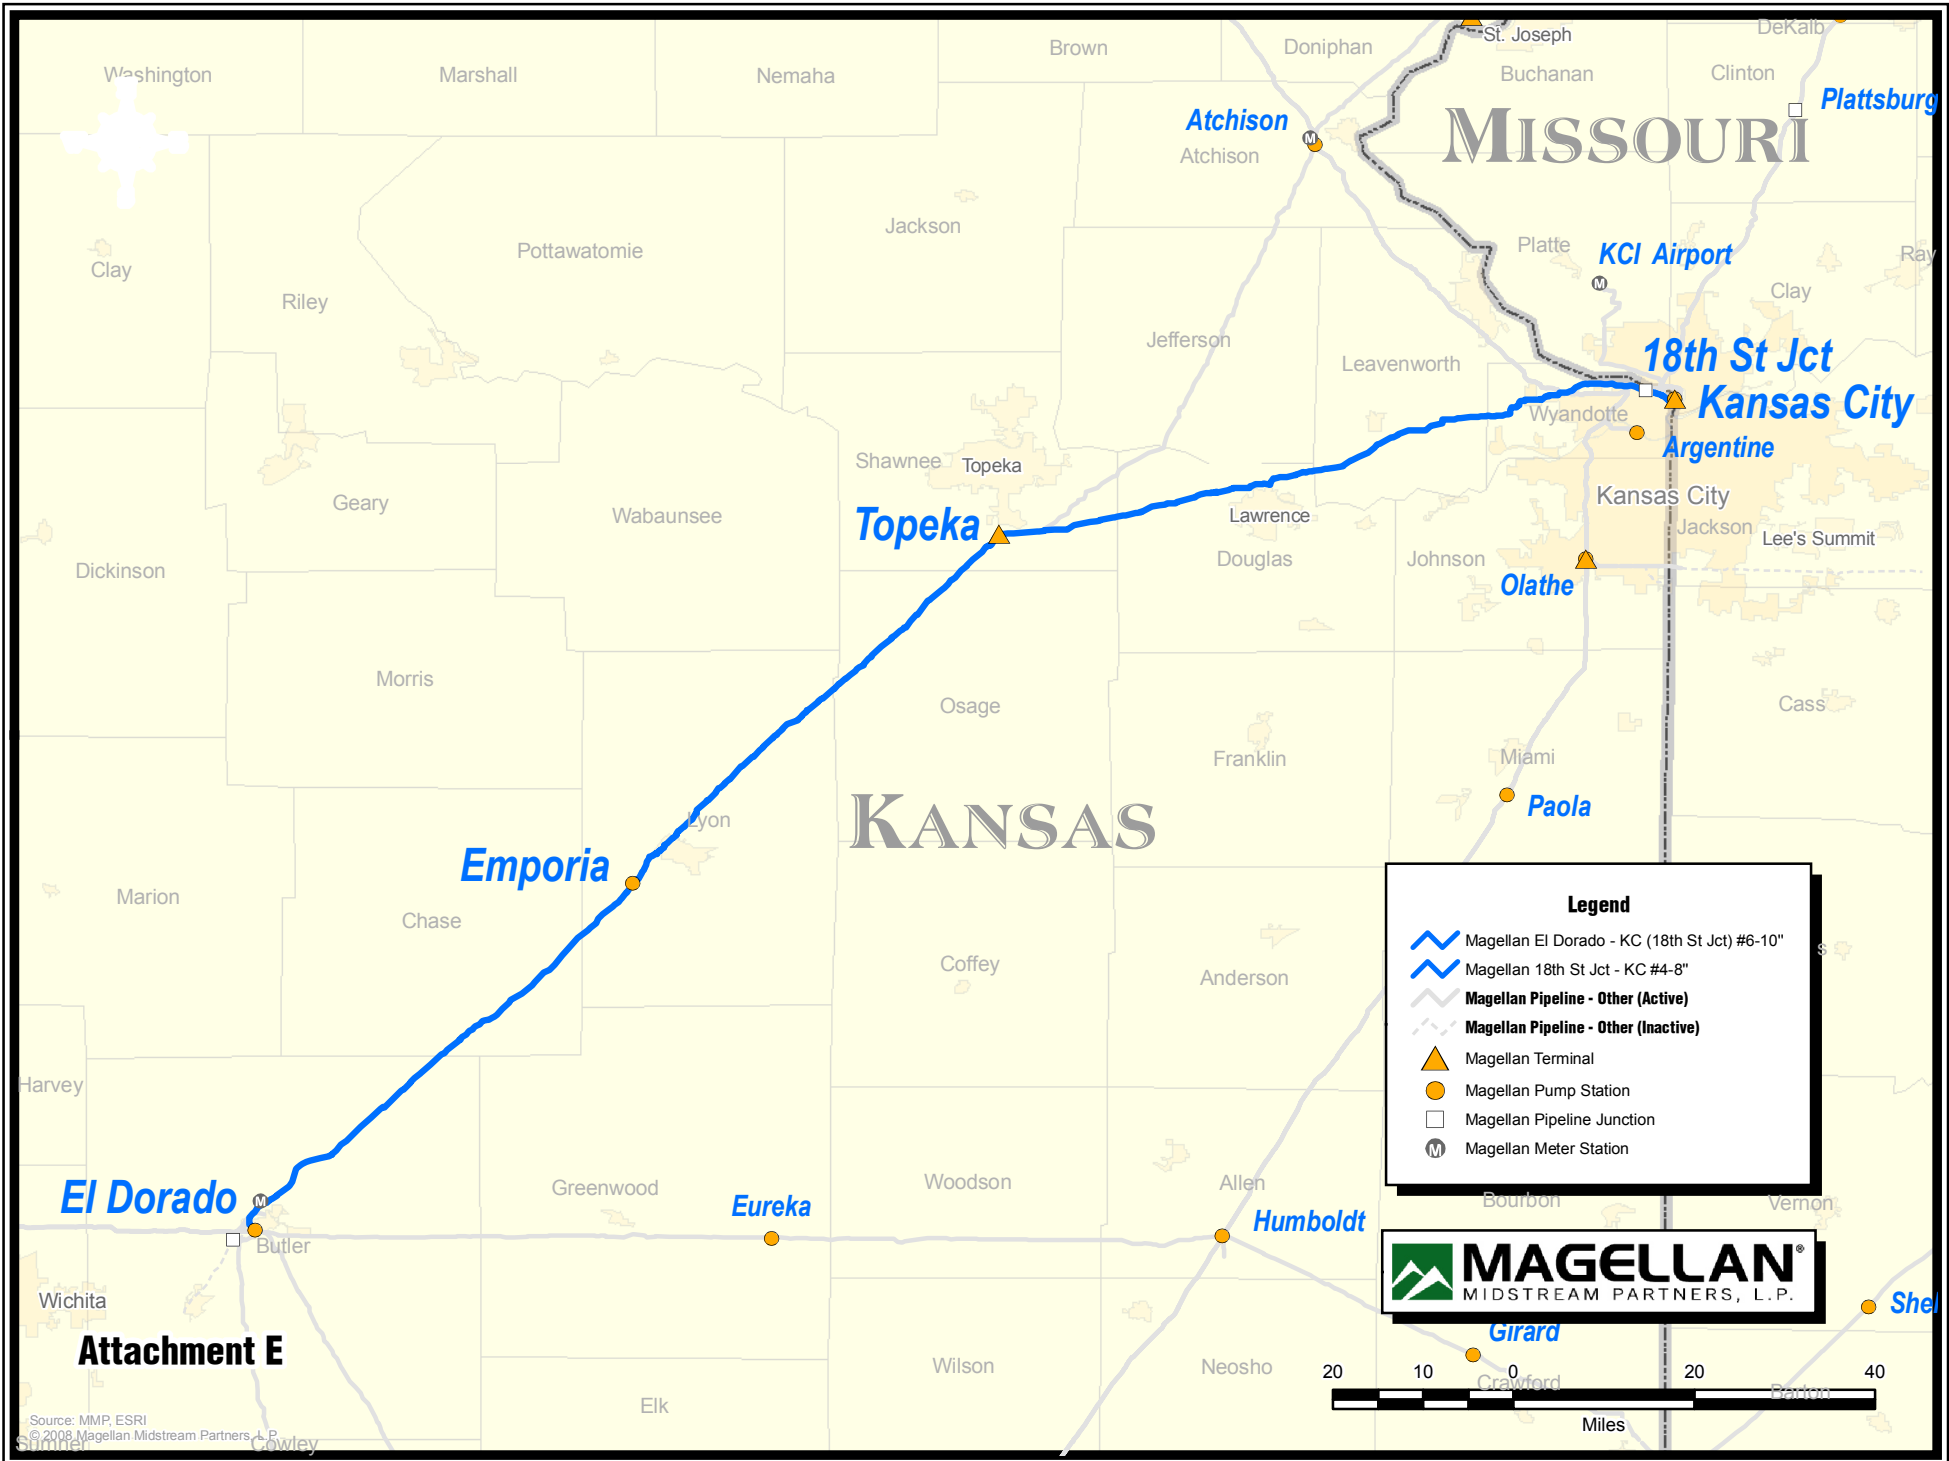 Washington
Marshall
Nemaha
Brown
Doniphan
St. Joseph
Buchanan
DeKalb
Clinton
Plattsburg
MISSOURI
Atchison
M
Atchison
Clay
Riley
Pottawatomie
Jackson
Platte
KCI Airport
M
Ray
Clay
Jefferson
Leavenworth
18th St Jct
Kansas City
Wyandotte
Argentine
Shawnee
Topeka
Geary
Wabaunsee
Topeka
Lawrence
Kansas City
Jackson
Lee's Summit
Dickinson
Douglas
Johnson
Olathe
Morris
Osage
Cass
Franklin
Miami
Paola
Lyon
KANSAS
Emporia
Marion
Chase
Coffey
Anderson
Legend
Magellan El Dorado - KC (18th St Jct) #6-10"
Magellan 18th St Jct - KC #4-8"
Magellan Pipeline - Other (Active)
Magellan Pipeline - Other (Inactive)
Magellan Terminal
Magellan Pump Station
Magellan Pipeline Junction
M Magellan Meter Station
Harvey
El Dorado
M
Greenwood
Eureka
Woodson
Allen
Humboldt
Bourbon
Vernon
Butler
MAGELLAN®
MIDSTREAM PARTNERS, L.P.
Wichita
Shel
Attachment E
Girard
Wilson
Neosho
Crawford
Barton
Elk
20 10 0 20 40
Miles
Source: MMP, ESRI
© 2008 Magellan Midstream Partners, L.P.
Sumner
Cowley